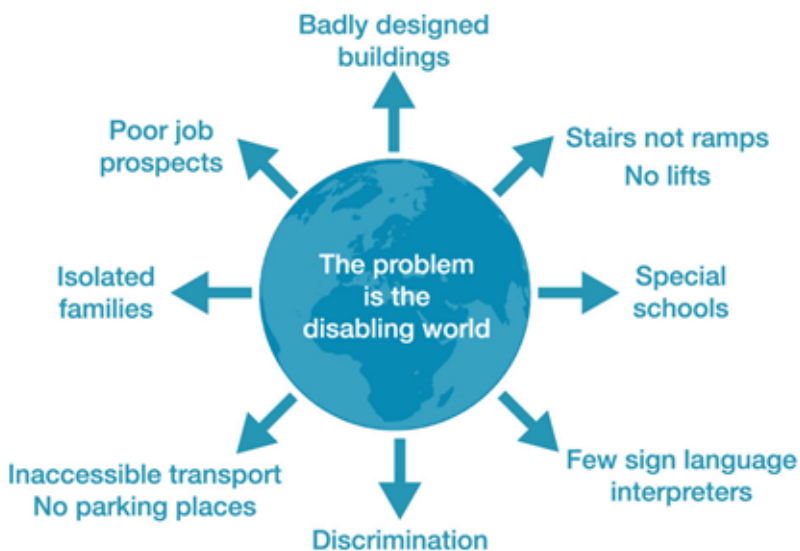 Badly designed
buildings
Stairs not ramps
No lifts
Special
schools
Few sign language
interpreters
Discrimination
Inaccessible transport
No parking places
Isolated
families
Poor job
prospects
The problem
is the
disabling world